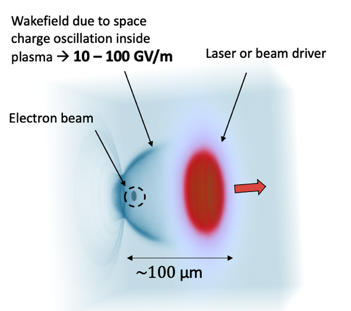 Wakefield due to space
charge oscillation inside
plasma → 10 – 100 GV/m
Laser or beam driver
Electron beam
~100 μm